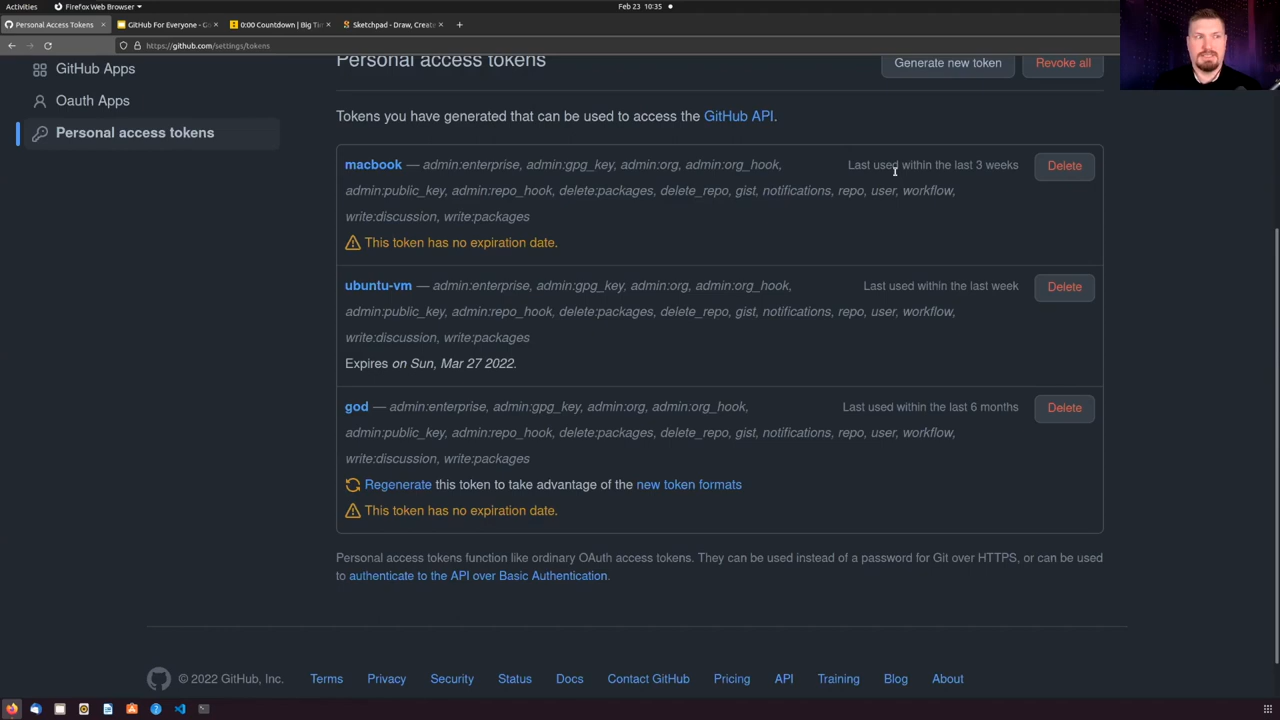 Activities
Firefox Web Browser
Feb 23 10:35
Personal Access Tokens
GitHub For Everyone - G
0:00 Countdown | Big Ti
Sketchpad - Draw, Create
https://github.com/settings/tokens
GitHub Apps
Oauth Apps
Personal access tokens
Personal access tokens
Generate new token
Revoke all
Tokens you have generated that can be used to access the GitHub API.
macbook — admin:enterprise, admin:gpg_key, admin:org, admin:org_hook,
Last used within the last 3 weeks
Delete
admin:public_key, admin:repo_hook, delete:packages, delete_repo, gist, notifications, repo, user, workflow,
write:discussion, write:packages
This token has no expiration date.
ubuntu-vm — admin:enterprise, admin:gpg_key, admin:org, admin:org_hook,
Last used within the last week
Delete
admin:public_key, admin:repo_hook, delete:packages, delete_repo, gist, notifications, repo, user, workflow,
write:discussion, write:packages
Expires on Sun, Mar 27 2022.
god — admin:enterprise, admin:gpg_key, admin:org, admin:org_hook,
Last used within the last 6 months
Delete
admin:public_key, admin:repo_hook, delete:packages, delete_repo, gist, notifications, repo, user, workflow,
write:discussion, write:packages
Regenerate this token to take advantage of the new token formats
This token has no expiration date.
Personal access tokens function like ordinary OAuth access tokens. They can be used instead of a password for Git over HTTPS, or can be used
to authenticate to the API over Basic Authentication.
© 2022 GitHub, Inc.
Terms
Privacy
Security
Status
Docs
Contact GitHub
Pricing
API
Training
Blog
About